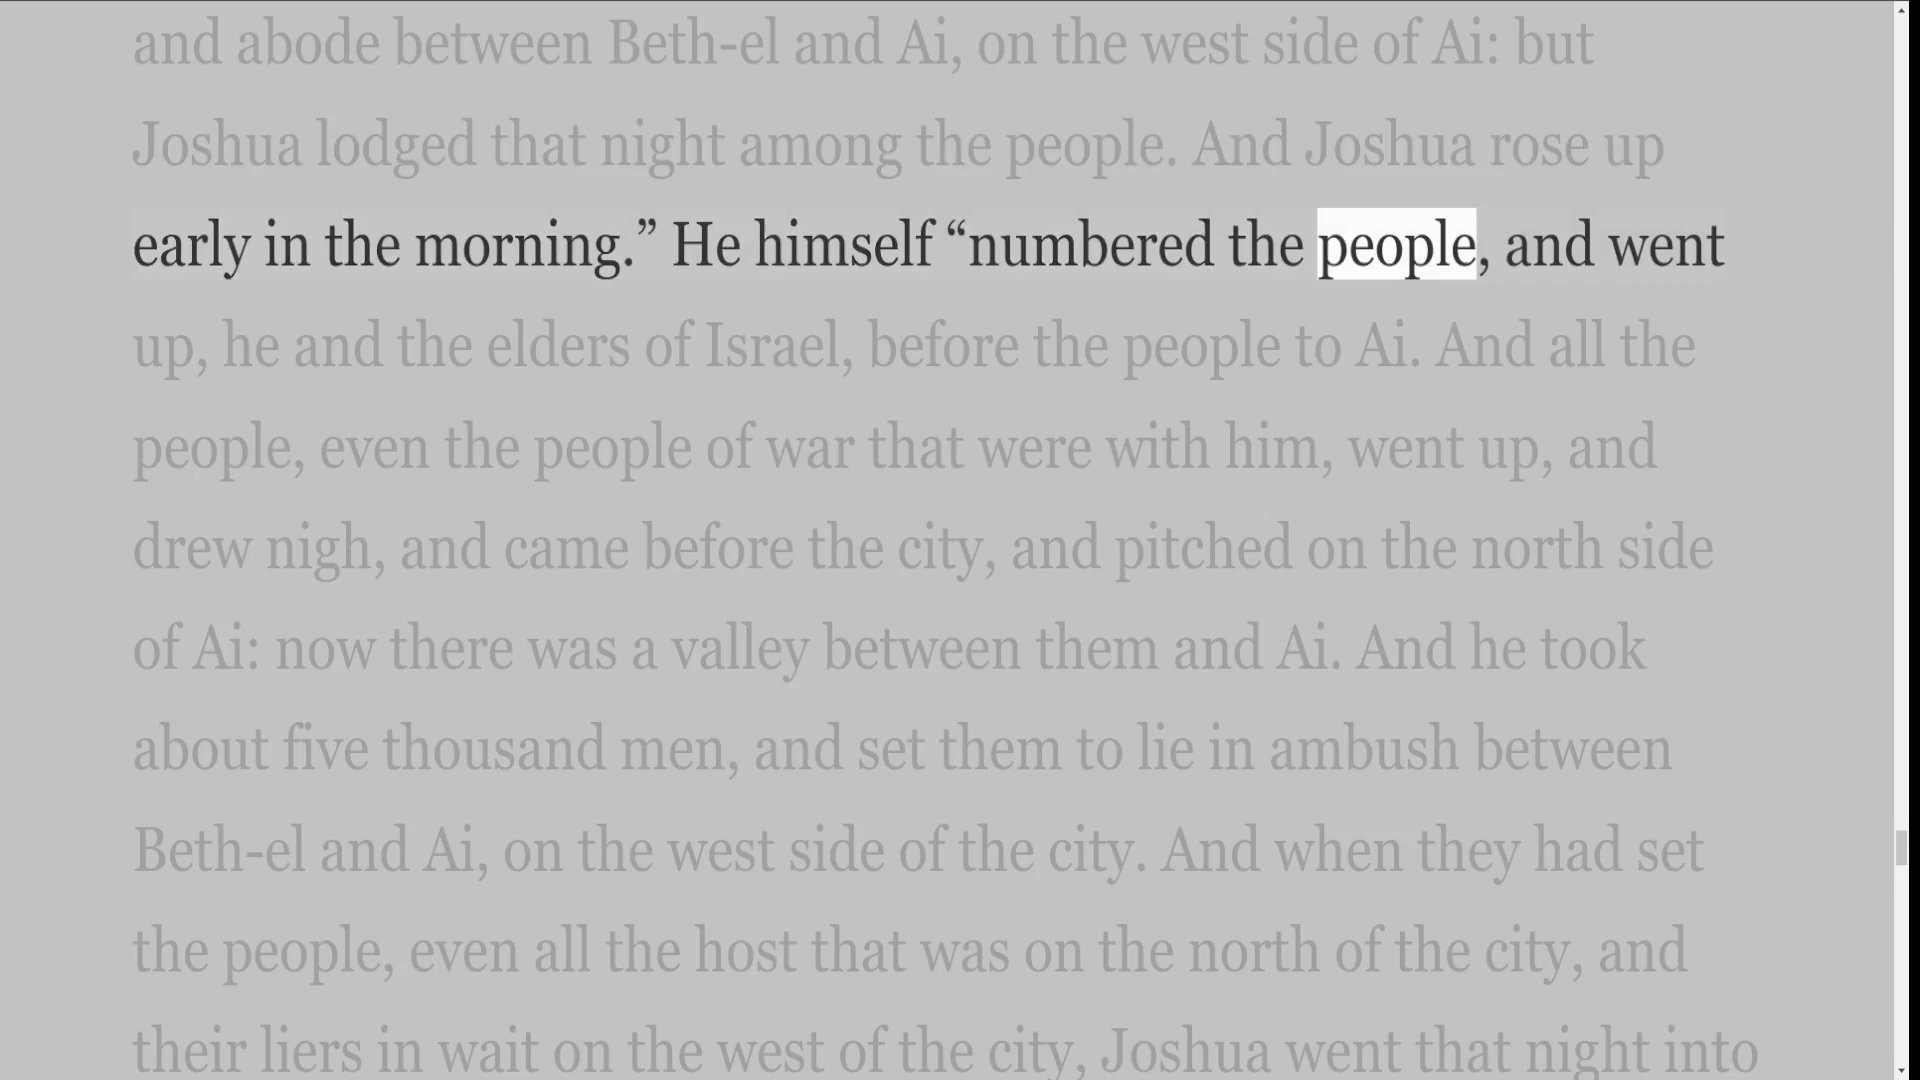 and abode between Beth-el and Ai, on the west side of Ai: but
Joshua lodged that night among the people. And Joshua rose up
early in the morning.” He himself “numbered the people, and went
up, he and the elders of Israel, before the people to Ai. And all the
people, even the people of war that were with him, went up, and
drew nigh, and came before the city, and pitched on the north side
of Ai: now there was a valley between them and Ai. And he took
about five thousand men, and set them to lie in ambush between
Beth-el and Ai, on the west side of the city. And when they had set
the people, even all the host that was on the north of the city, and
their liers in wait on the west of the city, Joshua went that night into